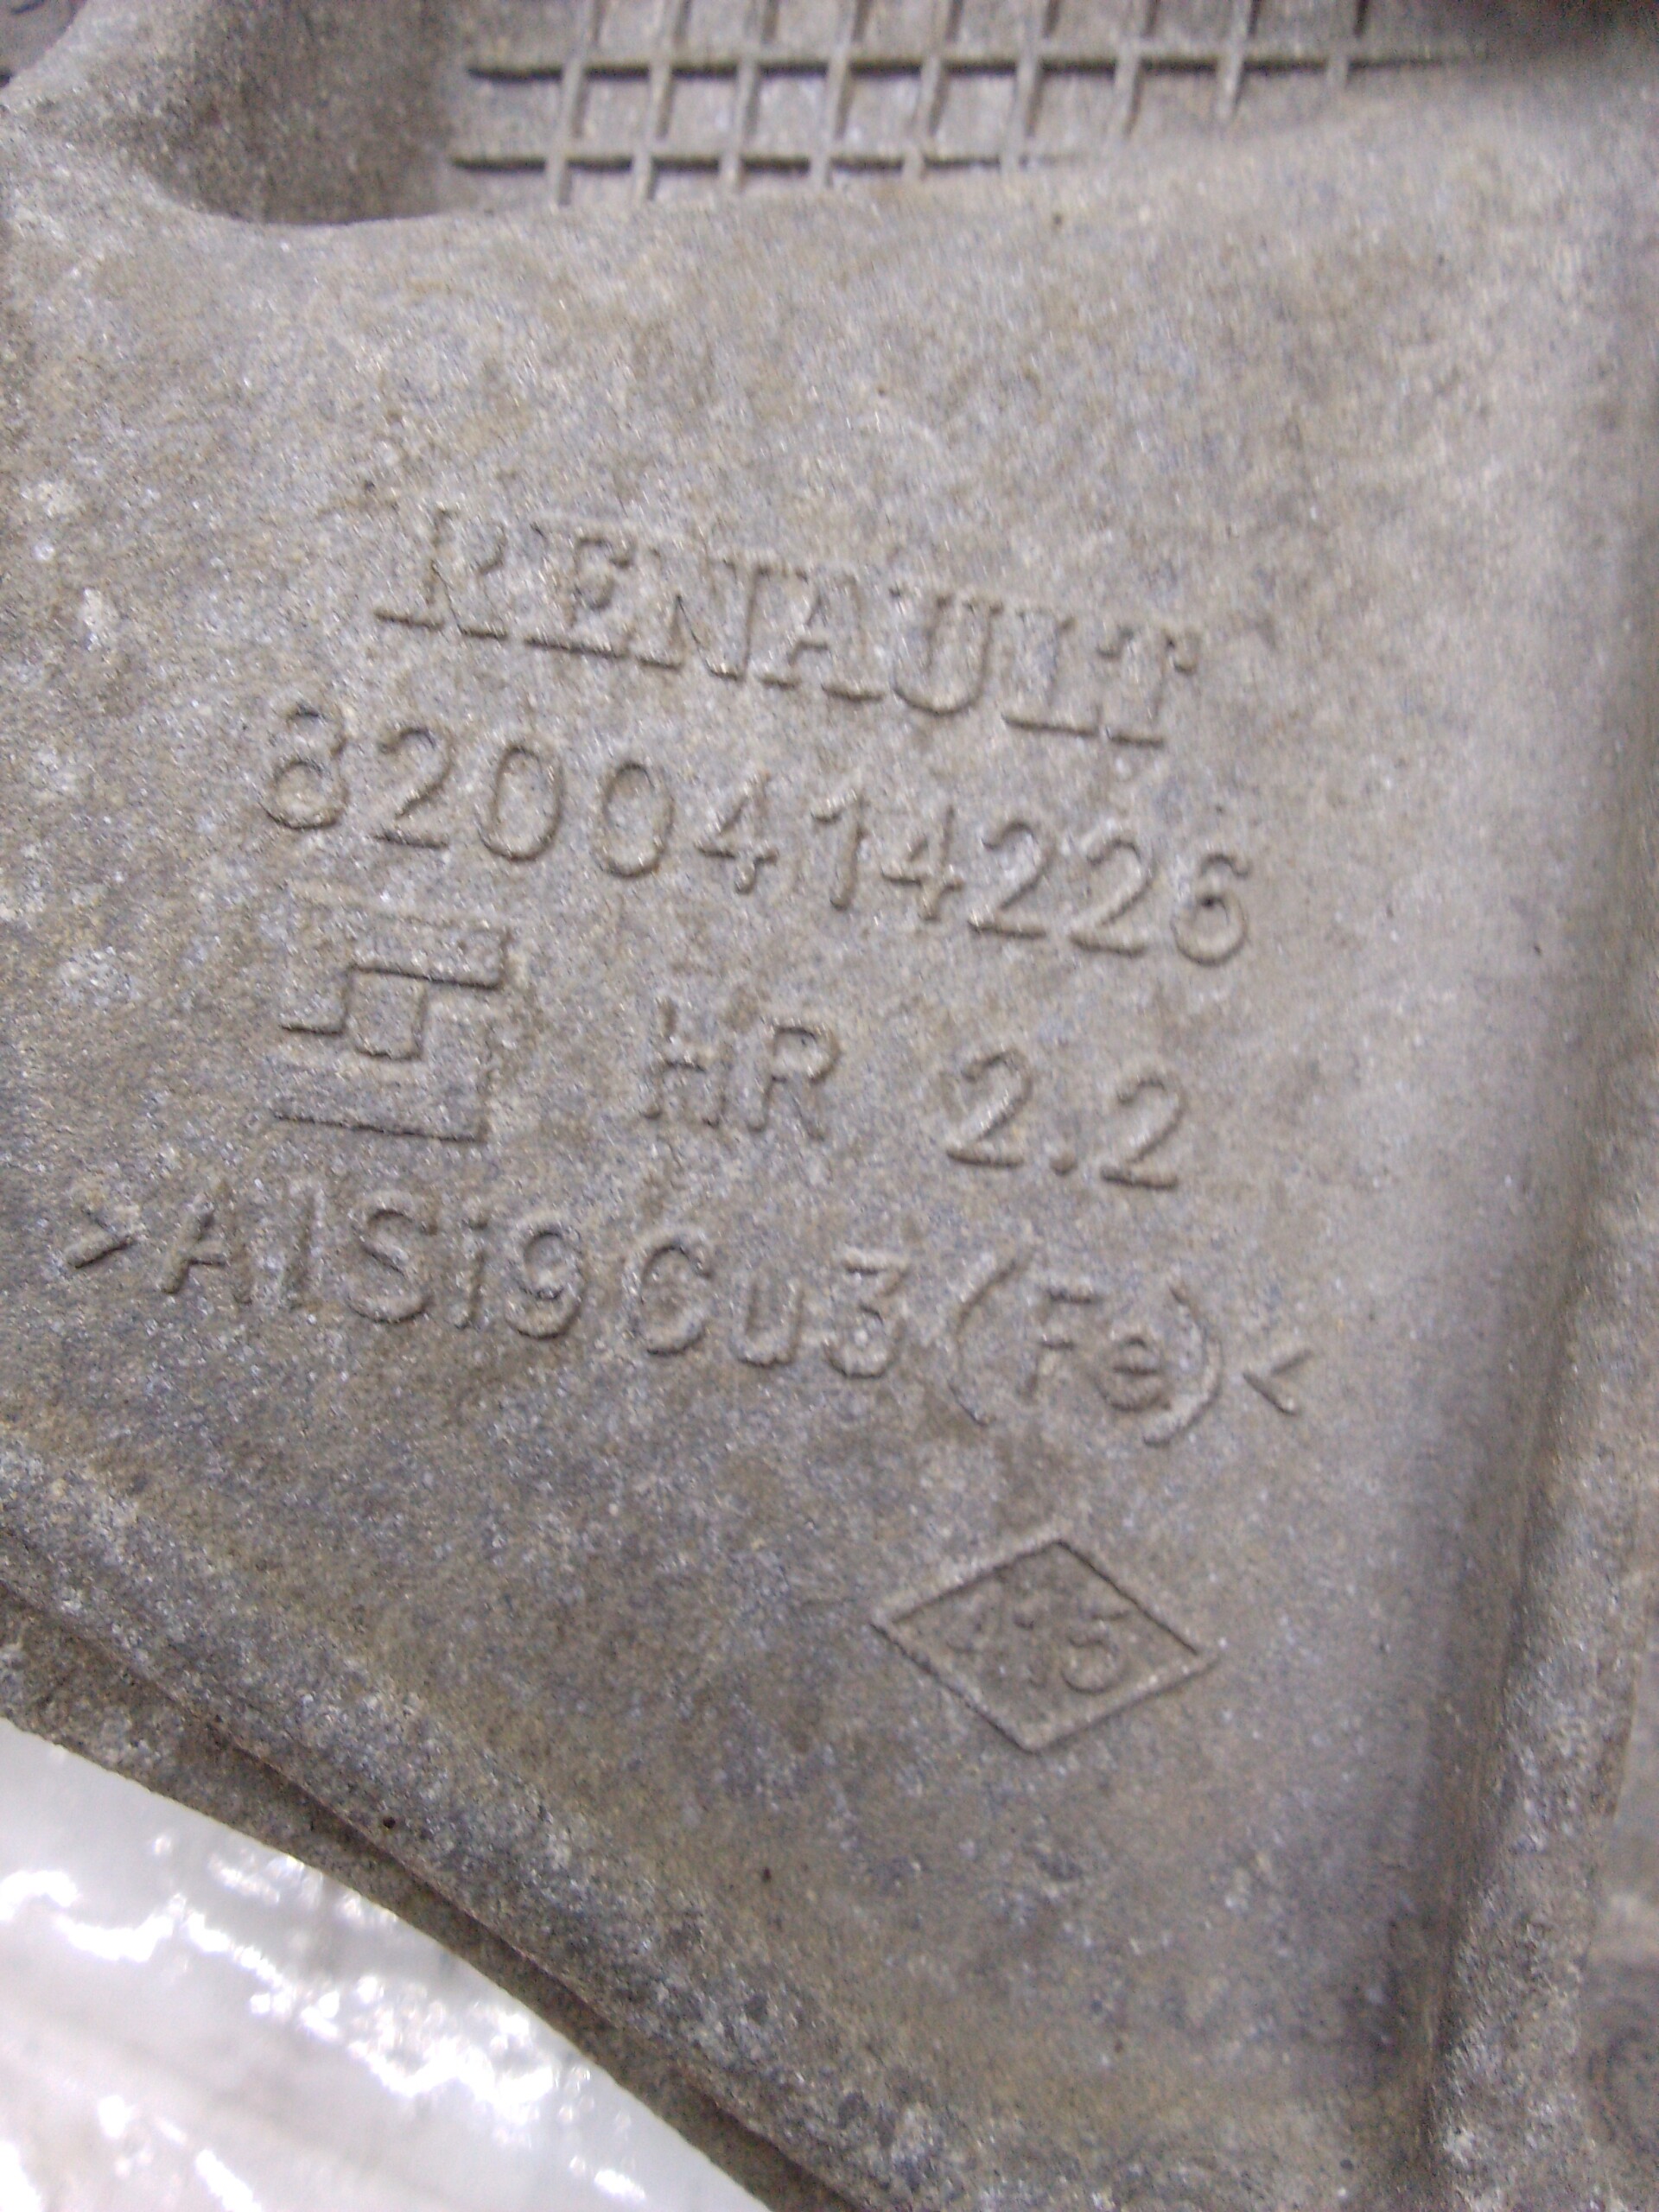 RENAULT
8200414226
HR 2.2
>AlSi9Cu3(Fe)<